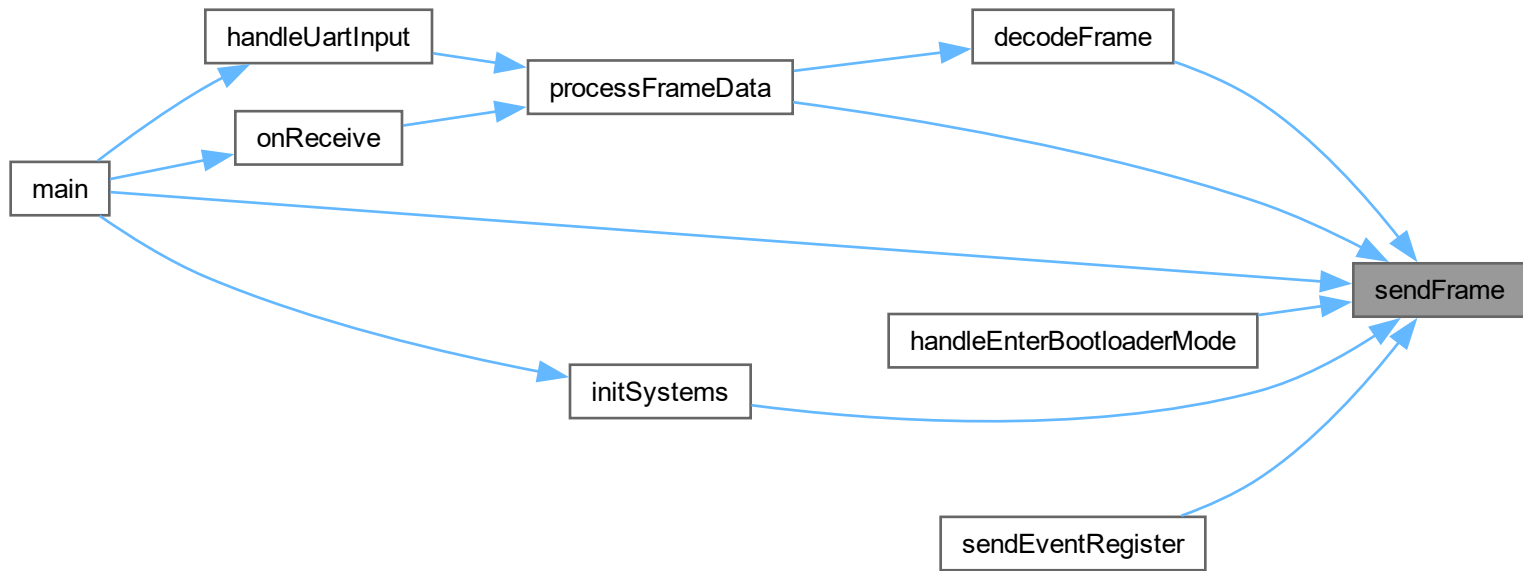 handleUartInput
decodeFrame
processFrameData
onReceive
main
sendFrame
handleEnterBootloaderMode
initSystems
sendEventRegister